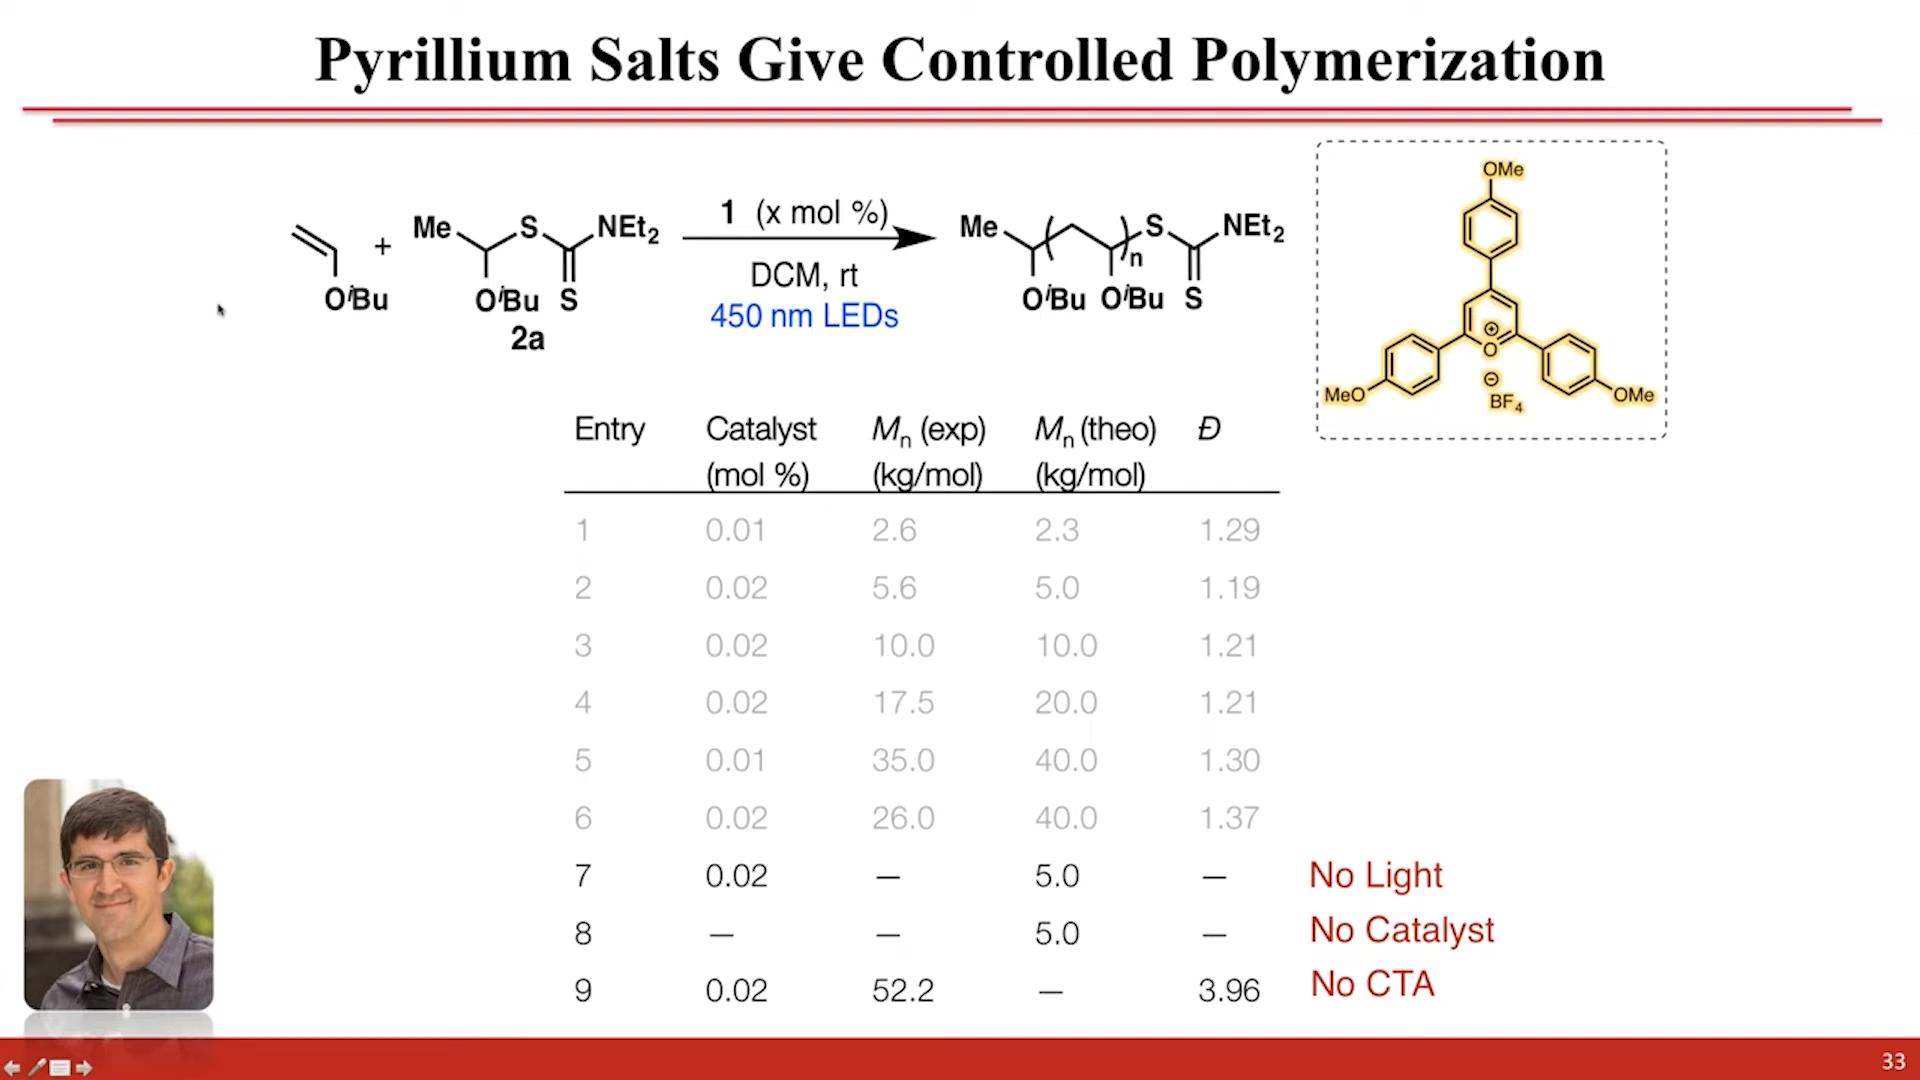 Pyrillium Salts Give Controlled Polymerization
OⁱBu
+
Me S NEt₂
OⁱBu S
2a
1 (x mol %)
DCM, rt
450 nm LEDs
Me ( )n S NEt₂
OⁱBu OⁱBu S
OMe
⊕
O
⊖
BF₄
MeO
OMe
Entry Catalyst (mol %) Mₙ (exp) (kg/mol) Mₙ (theo) (kg/mol) Đ
1 0.01 2.6 2.3 1.29
2 0.02 5.6 5.0 1.19
3 0.02 10.0 10.0 1.21
4 0.02 17.5 20.0 1.21
5 0.01 35.0 40.0 1.30
6 0.02 26.0 40.0 1.37
7 0.02 — 5.0 — No Light
8 — — 5.0 — No Catalyst
9 0.02 52.2 — 3.96 No CTA
33